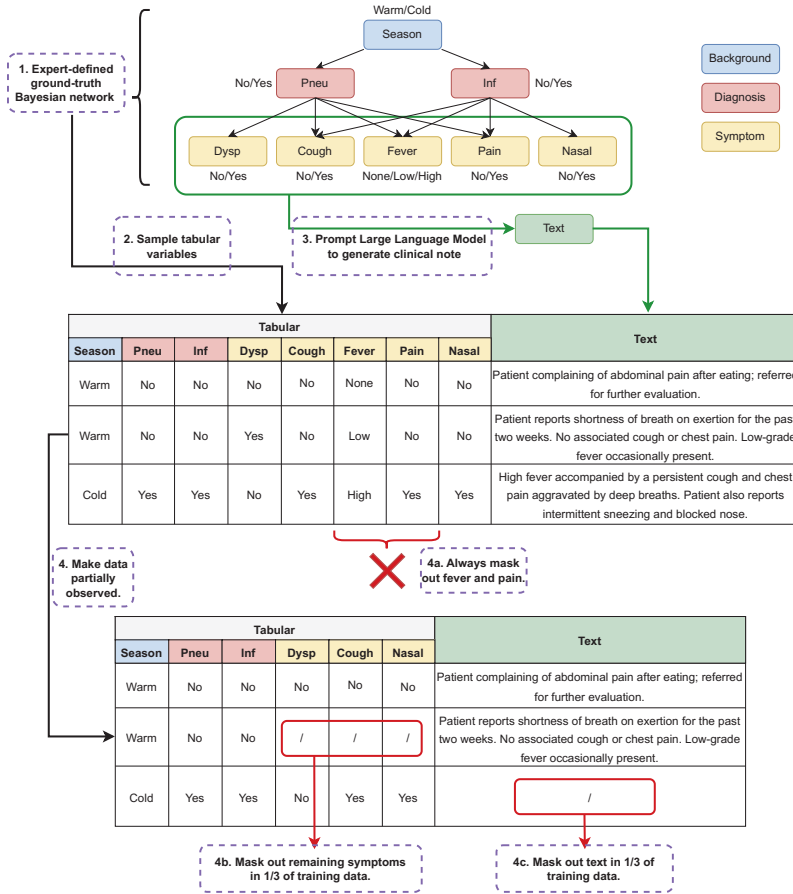 Warm/Cold
Season
1. Expert-defined
ground-truth
Bayesian network
No/Yes
Pneu
Inf
No/Yes
Background
Diagnosis
Symptom
Dysp
Cough
Fever
Pain
Nasal
No/Yes
No/Yes
None/Low/High
No/Yes
No/Yes
2. Sample tabular
variables
3. Prompt Large Language Model
to generate clinical note
Text
Tabular
Text
Season Pneu Inf Dysp Cough Fever Pain Nasal
Warm No No No No None No No
Patient complaining of abdominal pain after eating; referred
for further evaluation.
Warm No No Yes No Low No No
Patient reports shortness of breath on exertion for the past
two weeks. No associated cough or chest pain. Low-grade
fever occasionally present.
Cold Yes Yes No Yes High Yes Yes
High fever accompanied by a persistent cough and chest
pain aggravated by deep breaths. Patient also reports
intermittent sneezing and blocked nose.
4. Make data
partially
observed.
4a. Always mask
out fever and pain.
Tabular
Text
Season Pneu Inf Dysp Cough Nasal
Warm No No No No No
Patient complaining of abdominal pain after eating; referred
for further evaluation.
Warm No No / / /
Patient reports shortness of breath on exertion for the past
two weeks. No associated cough or chest pain. Low-grade
fever occasionally present.
Cold Yes Yes No Yes Yes /
4b. Mask out remaining symptoms
in 1/3 of training data.
4c. Mask out text in 1/3 of
training data.